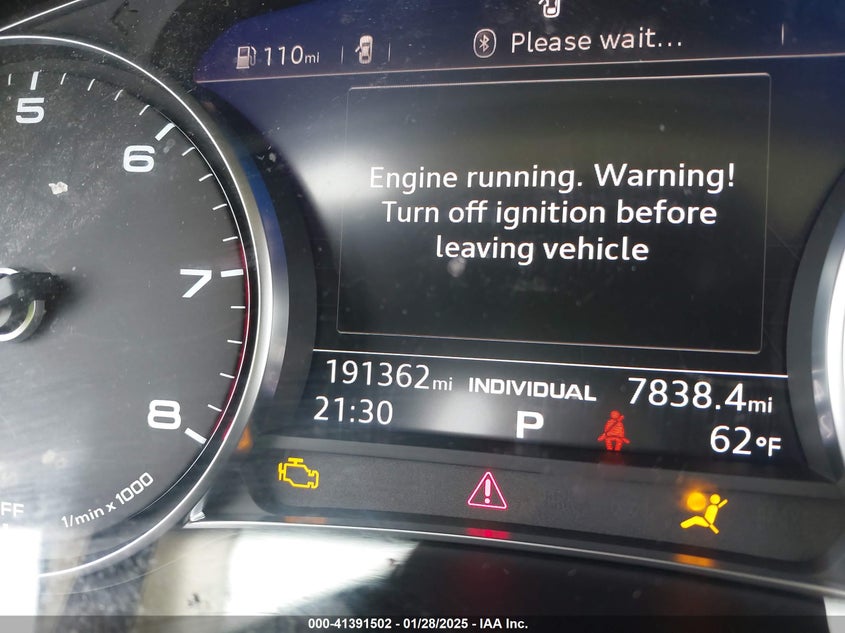 110mi
Please wait...
5
6
7
8
1/min x 1000
FF
Engine running. Warning!
Turn off ignition before
leaving vehicle
191362mi INDIVIDUAL 7838.4mi
21:30 P 62°F
000-41391502 - 01/28/2025 - IAA Inc.